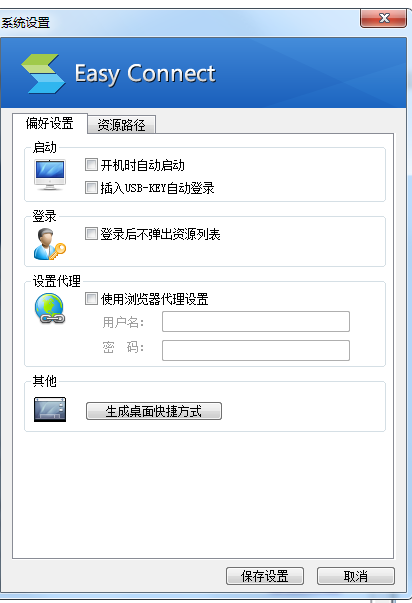 系统设置
Easy Connect
偏好设置
资源路径
启动
开机时自动启动
插入USB-KEY自动登录
登录
登录后不弹出资源列表
设置代理
使用浏览器代理设置
用户名：
密 码：
其他
生成桌面快捷方式
保存设置
取消